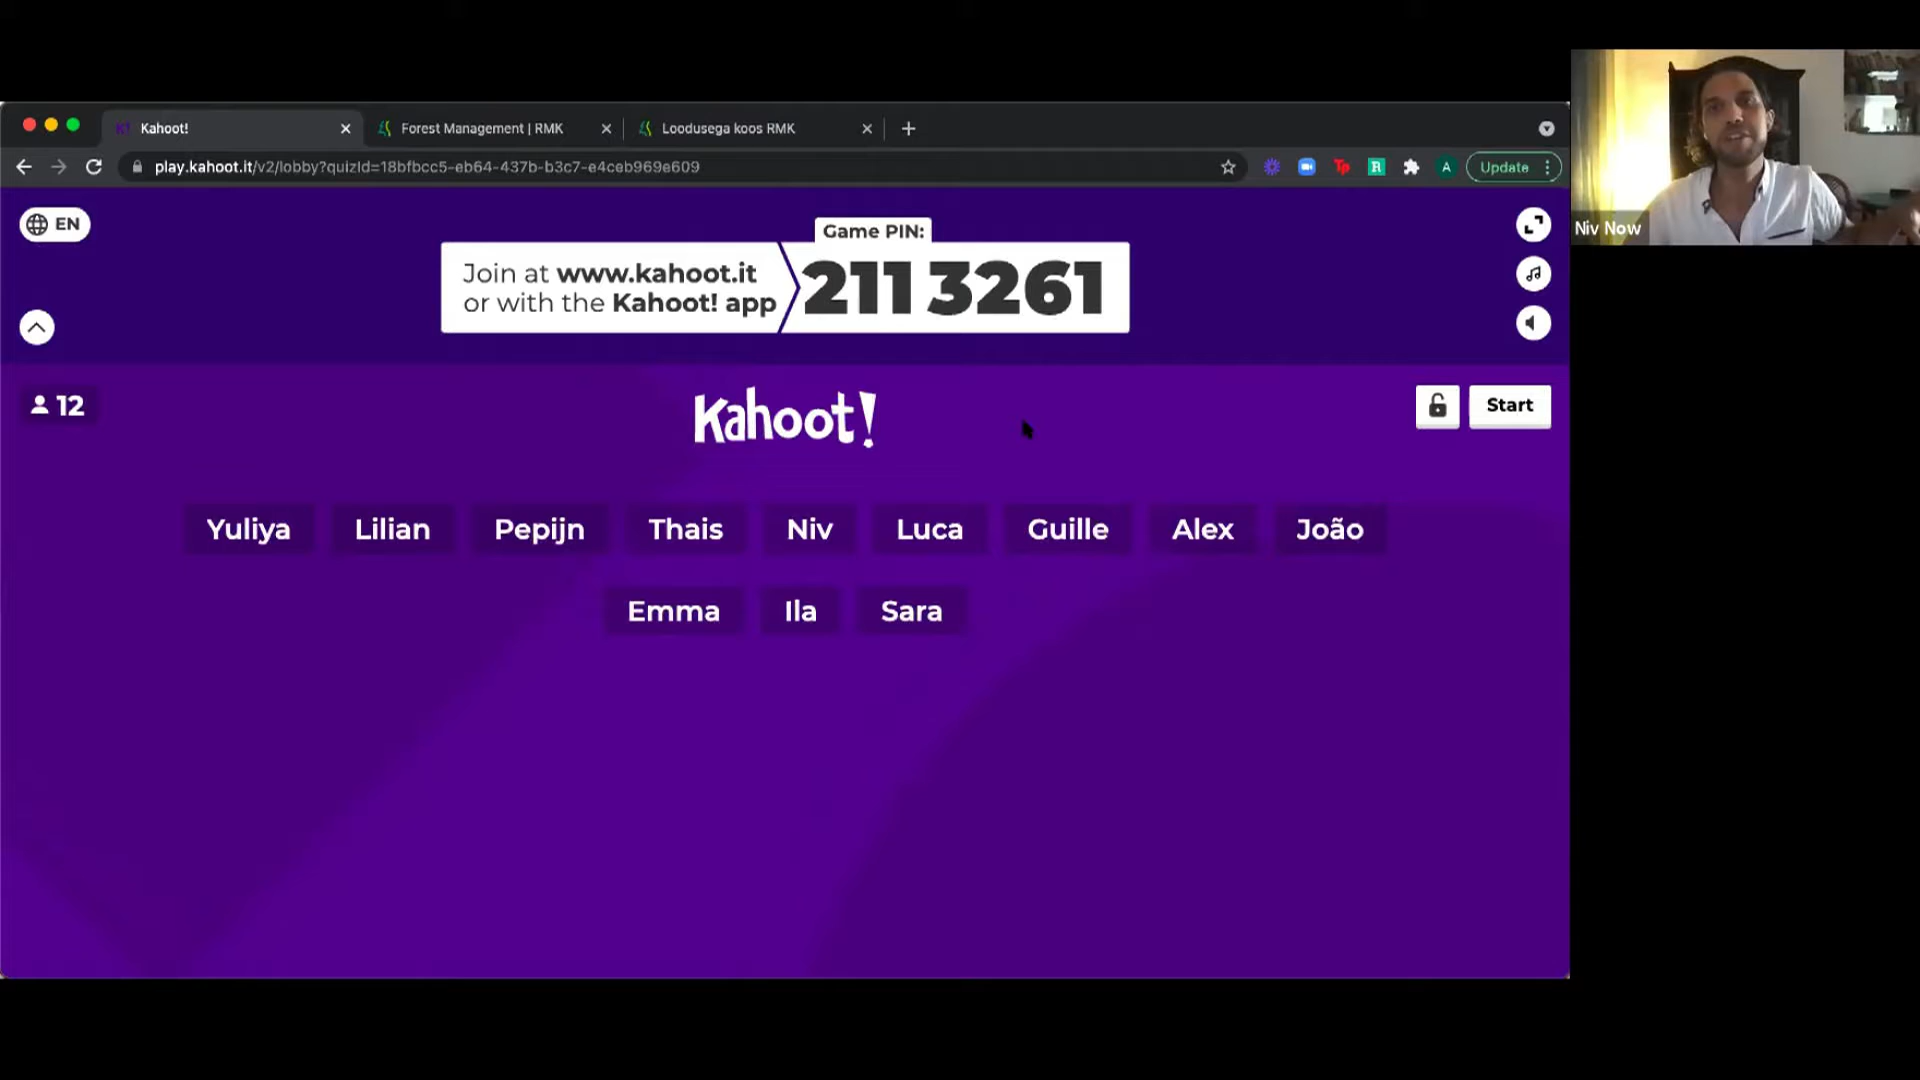 Kahoot!
Forest Management | RMK
Loodusega koos RMK
play.kahoot.it/v2/lobby?quizId=18bfbcc5-eb64-437b-b3c7-e4ceb969e609
Tp
R
A
Update
Niv Now
EN
Game PIN:
Join at www.kahoot.it
or with the Kahoot! app
211 3261
12
Kahoot!
Start
Yuliya Lilian Pepijn Thais Niv Luca Guille Alex João
Emma Ila Sara